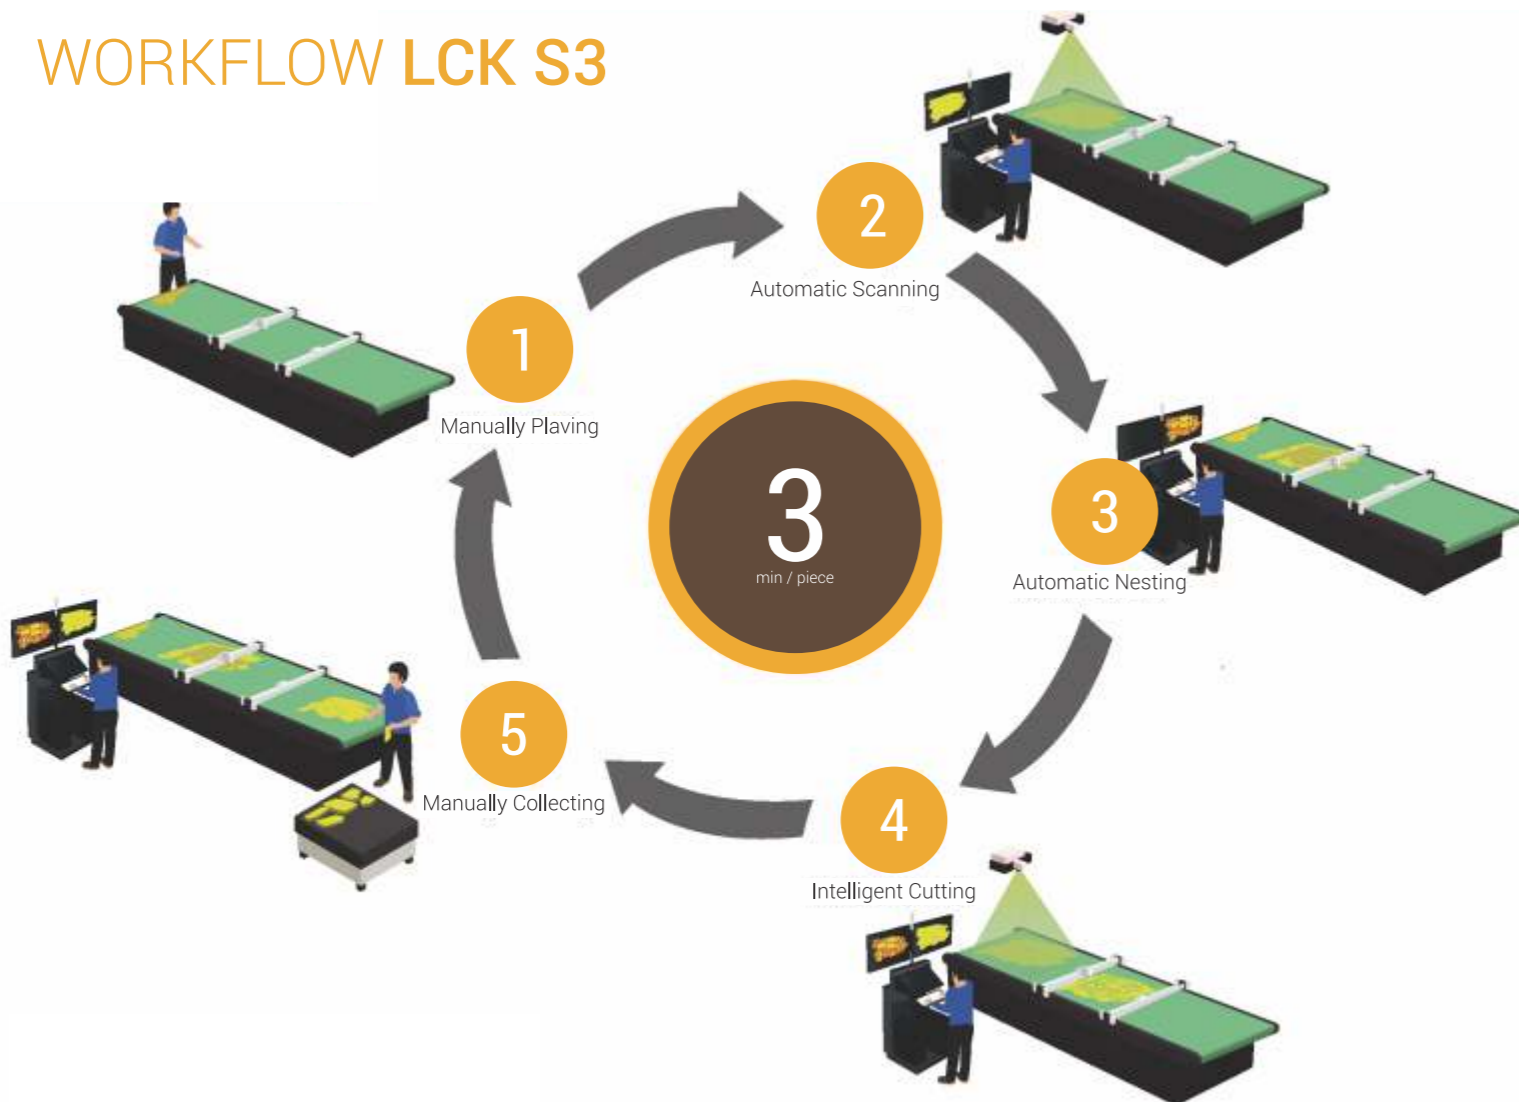 WORKFLOW LCK S3
1
Manually Plaving
2
Automatic Scanning
3
Automatic Nesting
4
Intelligent Cutting
5
Manually Collecting
3
min / piece